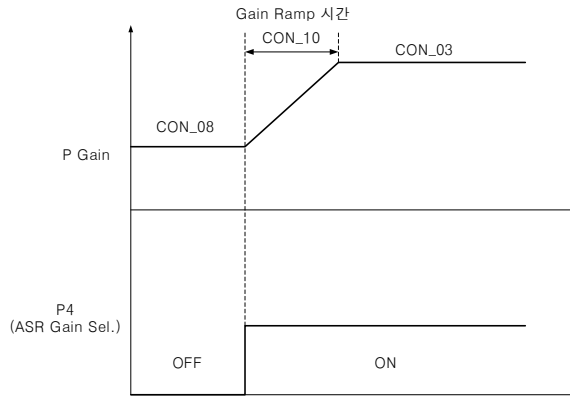 Gain Ramp 시간
CON_10
CON_03
CON_08
P Gain
P4
(ASR Gain Sel.)
OFF
ON